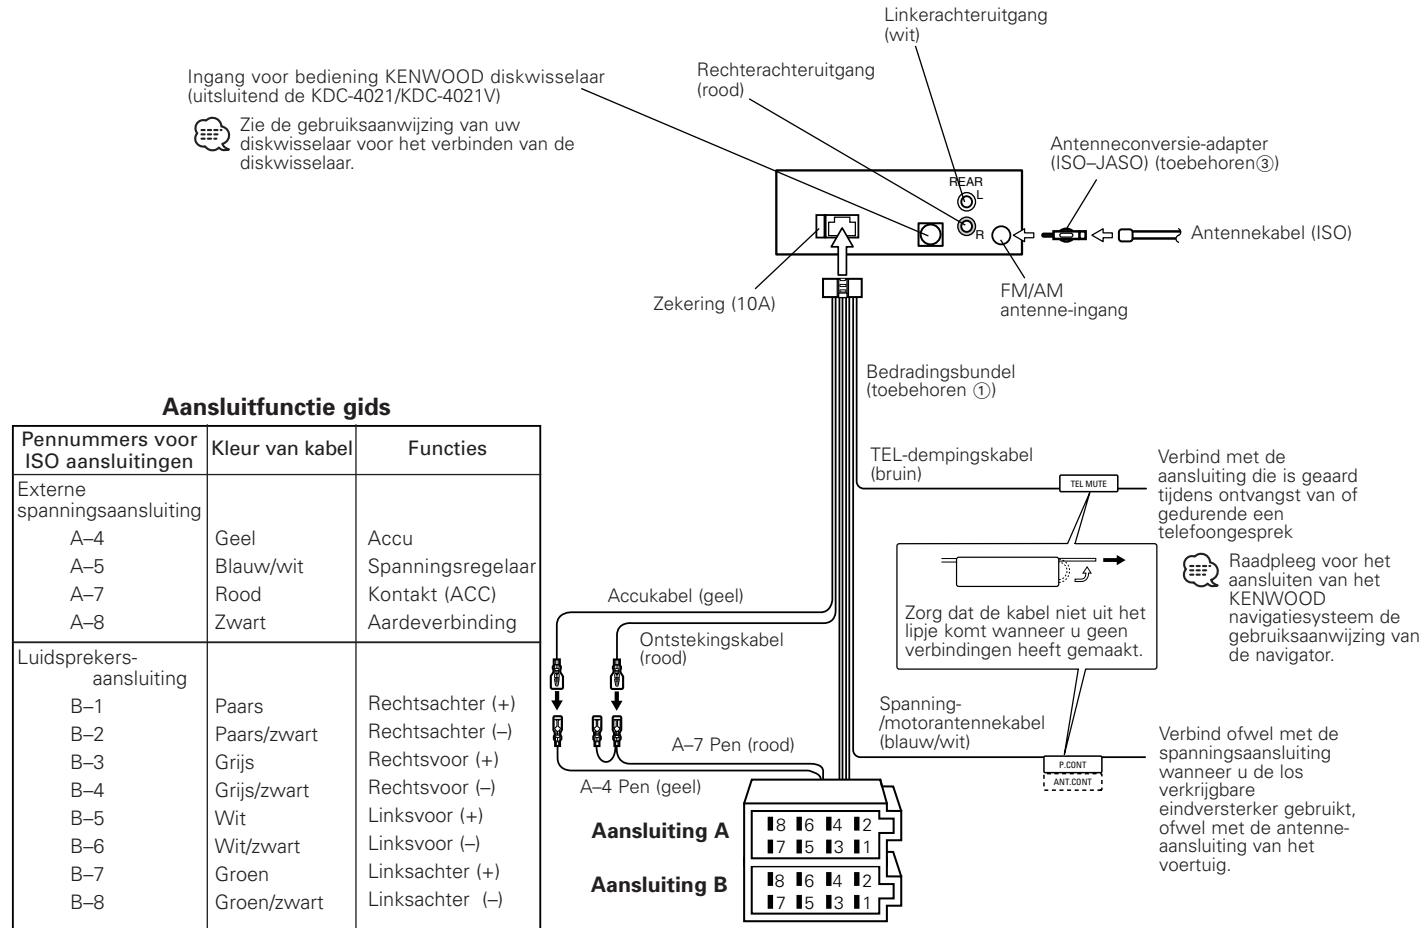 Linkerachteruitgang
(wit)
Rechterachteruitgang
(rood)
Ingang voor bediening KENWOOD diskwisselaar
(uitsluitend de KDC-4021/KDC-4021V)
Zie de gebruiksaanwijzing van uw
diskwisselaar voor het verbinden van de
diskwisselaar.
Antenneconversie-adapter
(ISO–JASO) (toebehoren③)
REAR
L
R
Antennekabel (ISO)
FM/AM
antenne-ingang
Zekering (10A)
Bedradingsbundel
(toebehoren ①)
Aansluitfunctie gids
Pennummers voor
ISO aansluitingen
Kleur van kabel
Functies
Externe
spanningsaansluiting
A–4 Geel Accu
A–5 Blauw/wit Spanningsregelaar
A–7 Rood Kontakt (ACC)
A–8 Zwart Aardeverbinding
Luidsprekers-
aansluiting
B–1 Paars Rechtsachter (+)
B–2 Paars/zwart Rechtsachter (–)
B–3 Grijs Rechtsvoor (+)
B–4 Grijs/zwart Rechtsvoor (–)
B–5 Wit Linksvoor (+)
B–6 Wit/zwart Linksvoor (–)
B–7 Groen Linksachter (+)
B–8 Groen/zwart Linksachter (–)
TEL-dempingskabel
(bruin)
TEL MUTE
Verbind met de
aansluiting die is geaard
tijdens ontvangst van of
gedurende een
telefoongesprek
Raadpleeg voor het
aansluiten van het
KENWOOD
navigatiesysteem de
gebruiksaanwijzing van
de navigator.
Zorg dat de kabel niet uit het
lipje komt wanneer u geen
verbindingen heeft gemaakt.
Accukabel (geel)
Ontstekingskabel
(rood)
A–7 Pen (rood)
A–4 Pen (geel)
Spanning-
/motorantennekabel
(blauw/wit)
P.CONT
ANT.CONT
Verbind ofwel met de
spanningsaansluiting
wanneer u de los
verkrijgbare
eindversterker gebruikt,
ofwel met de antenne-
aansluiting van het
voertuig.
Aansluiting A
8 6 4 2
7 5 3 1
Aansluiting B
8 6 4 2
7 5 3 1